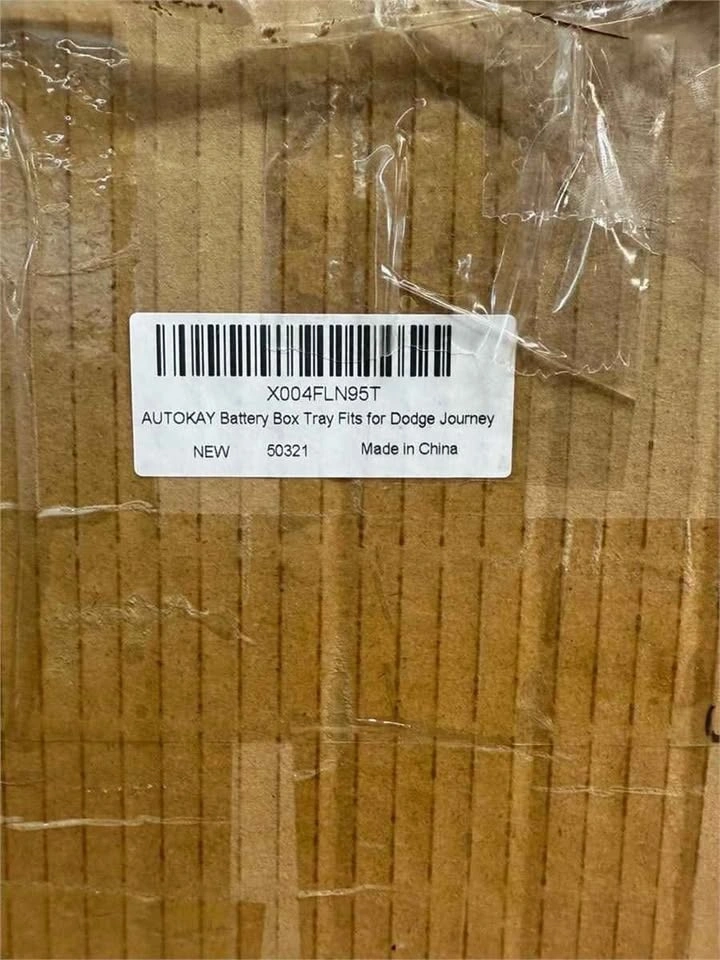 X004FLN95T
AUTOKAY Battery Box Tray Fits for Dodge Journey
NEW 50321 Made in China